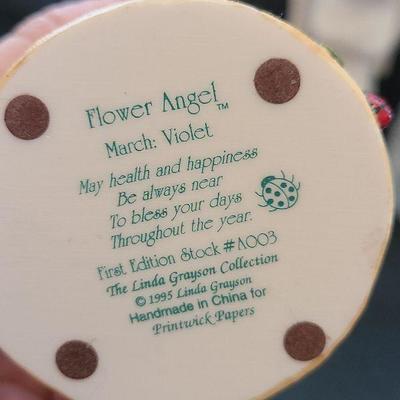 Flower Angel™
March: Violet
May health and happiness
Be always near
To bless your days
Throughout the year.
First Edition Stock #A003
The Linda Grayson Collection
© 1995 Linda Grayson
Handmade in China for
Printwick Papers